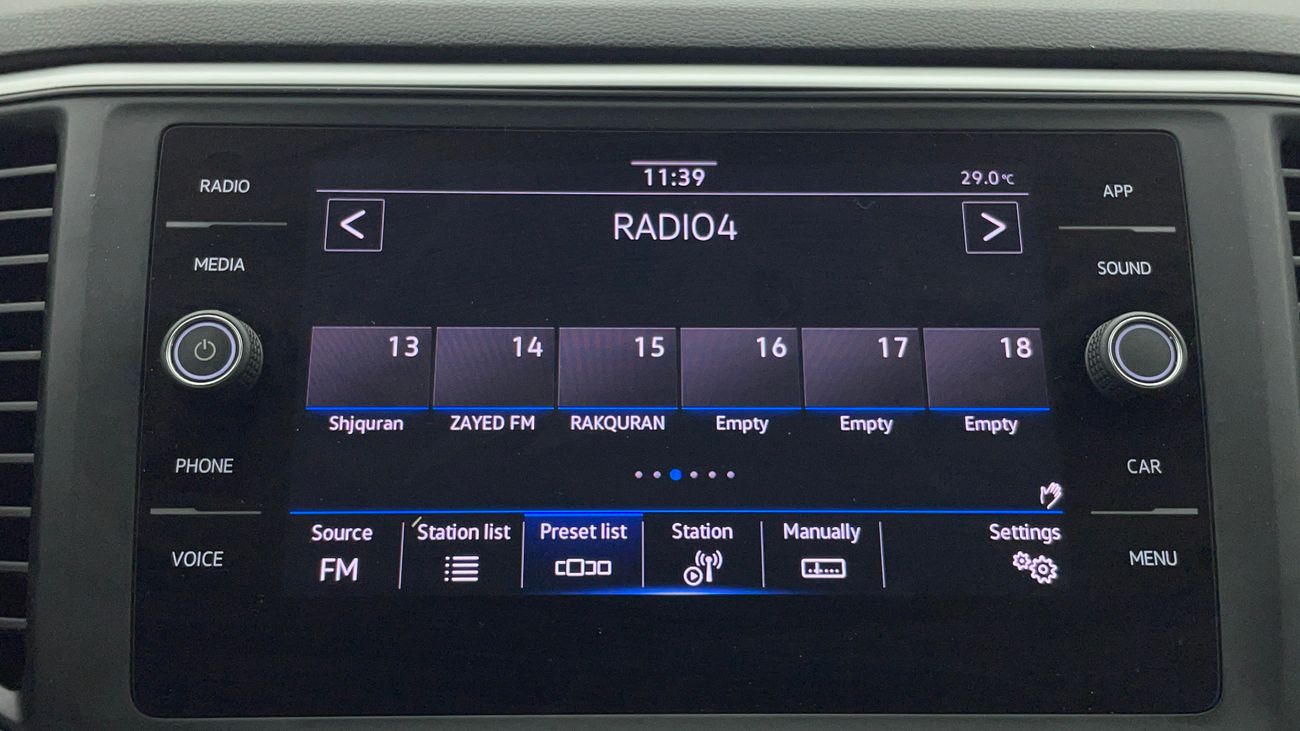 RADIO
MEDIA
PHONE
VOICE
11:39
29.0°C
<
RADIO4
>
13
14
15
16
17
18
Shjquran
ZAYED FM
RAKQURAN
Empty
Empty
Empty
Source
Station list
Preset list
Station
Manually
Settings
FM
APP
SOUND
CAR
MENU